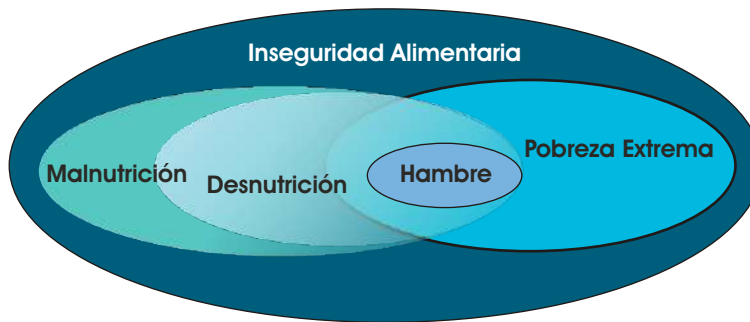 Inseguridad Alimentaria
Malnutrición
Desnutrición
Hambre
Pobreza Extrema